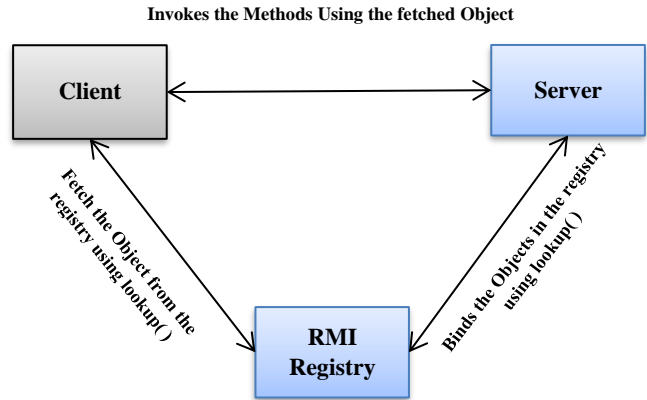 Invokes the Methods Using the fetched Object
Client
Server
Fetch the Object from the
registry using lookup( )
Binds the Objects in the registry
using lookup( )
RMI
Registry